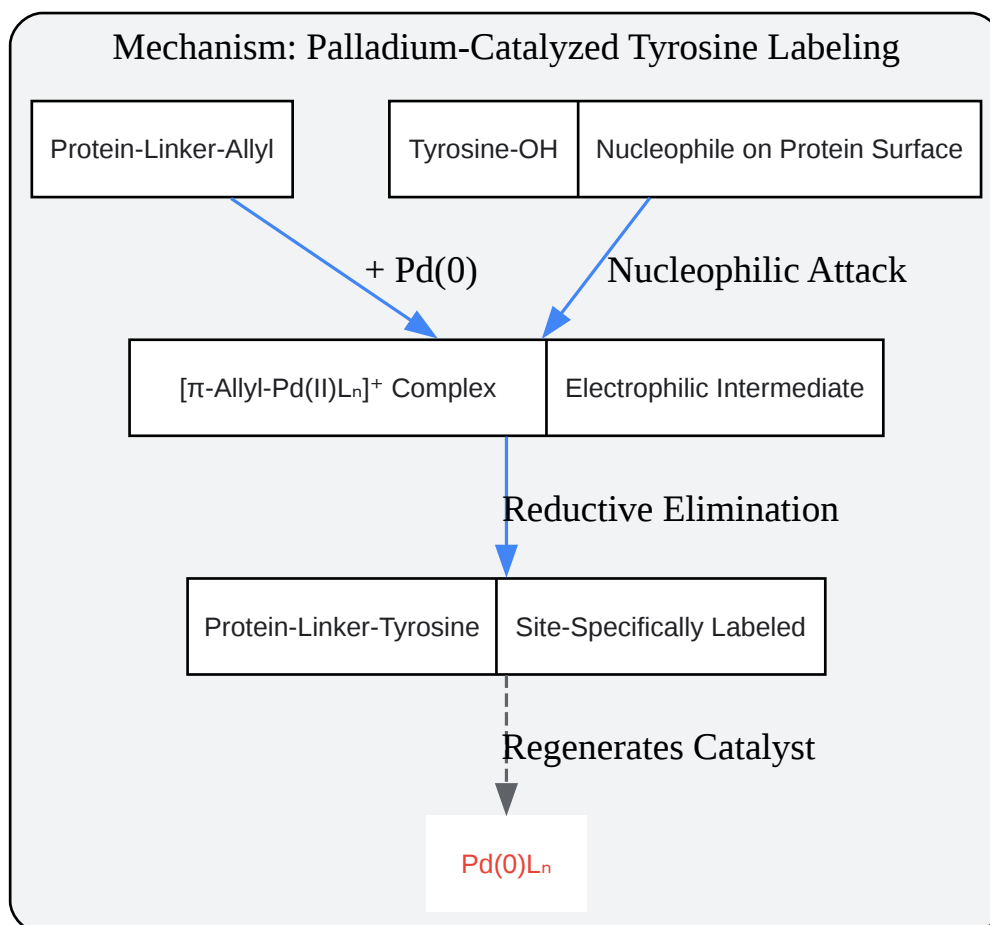 Mechanism: Palladium-Catalyzed Tyrosine Labeling
Protein-Linker-Allyl
Tyrosine-OH
Nucleophile on Protein Surface
+ Pd(0)
Nucleophilic Attack
[π-Allyl-Pd(II)Lₙ]⁺ Complex
Electrophilic Intermediate
Reductive Elimination
Protein-Linker-Tyrosine
Site-Specifically Labeled
Regenerates Catalyst
Pd(0)Lₙ